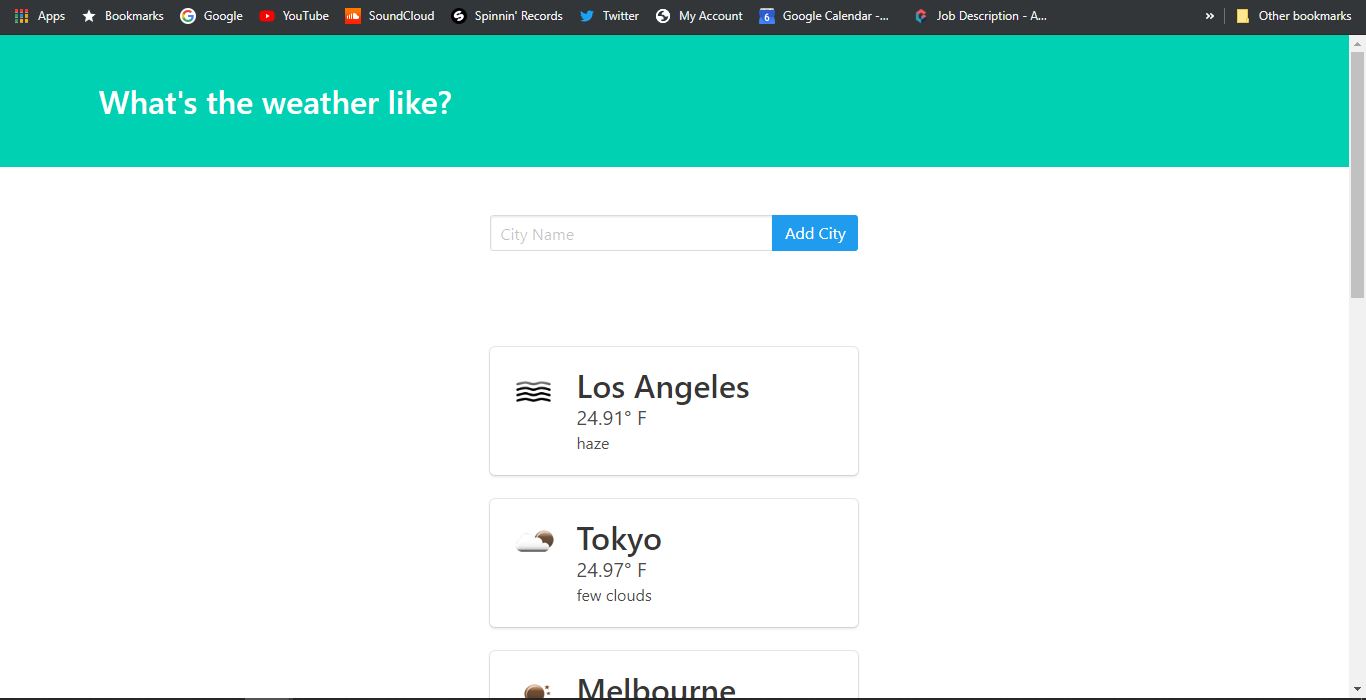 Apps Bookmarks Google YouTube SoundCloud Spinnin' Records Twitter My Account 6 Google Calendar -... Job Description - A... » Other bookmarks
What's the weather like?
City Name Add City
Los Angeles
24.91° F
haze
Tokyo
24.97° F
few clouds
Melbourne